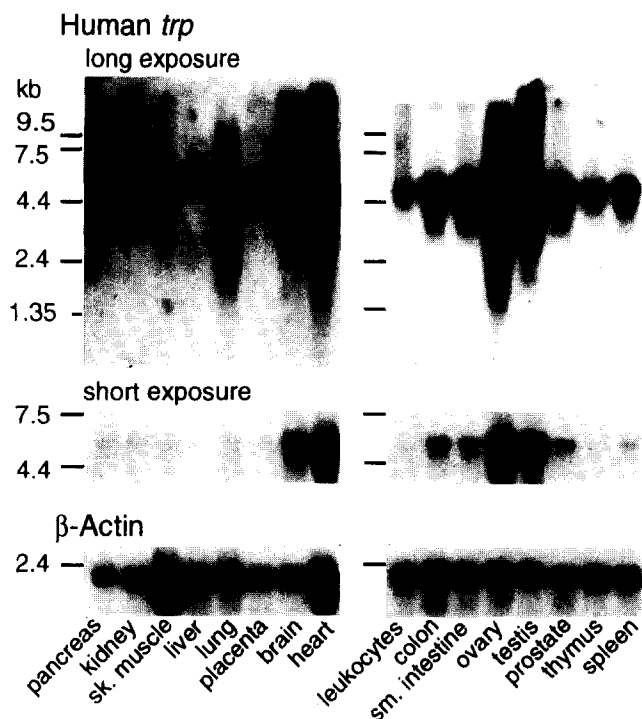 Human trp
long exposure
kb
9.5
7.5
4.4
2.4
1.35
short exposure
7.5
4.4
β-Actin
2.4
pancreas
kidney
sk. muscle
liver
lung
placenta
brain
heart
leukocytes
colon
sm. intestine
ovary
testis
prostate
thymus
spleen